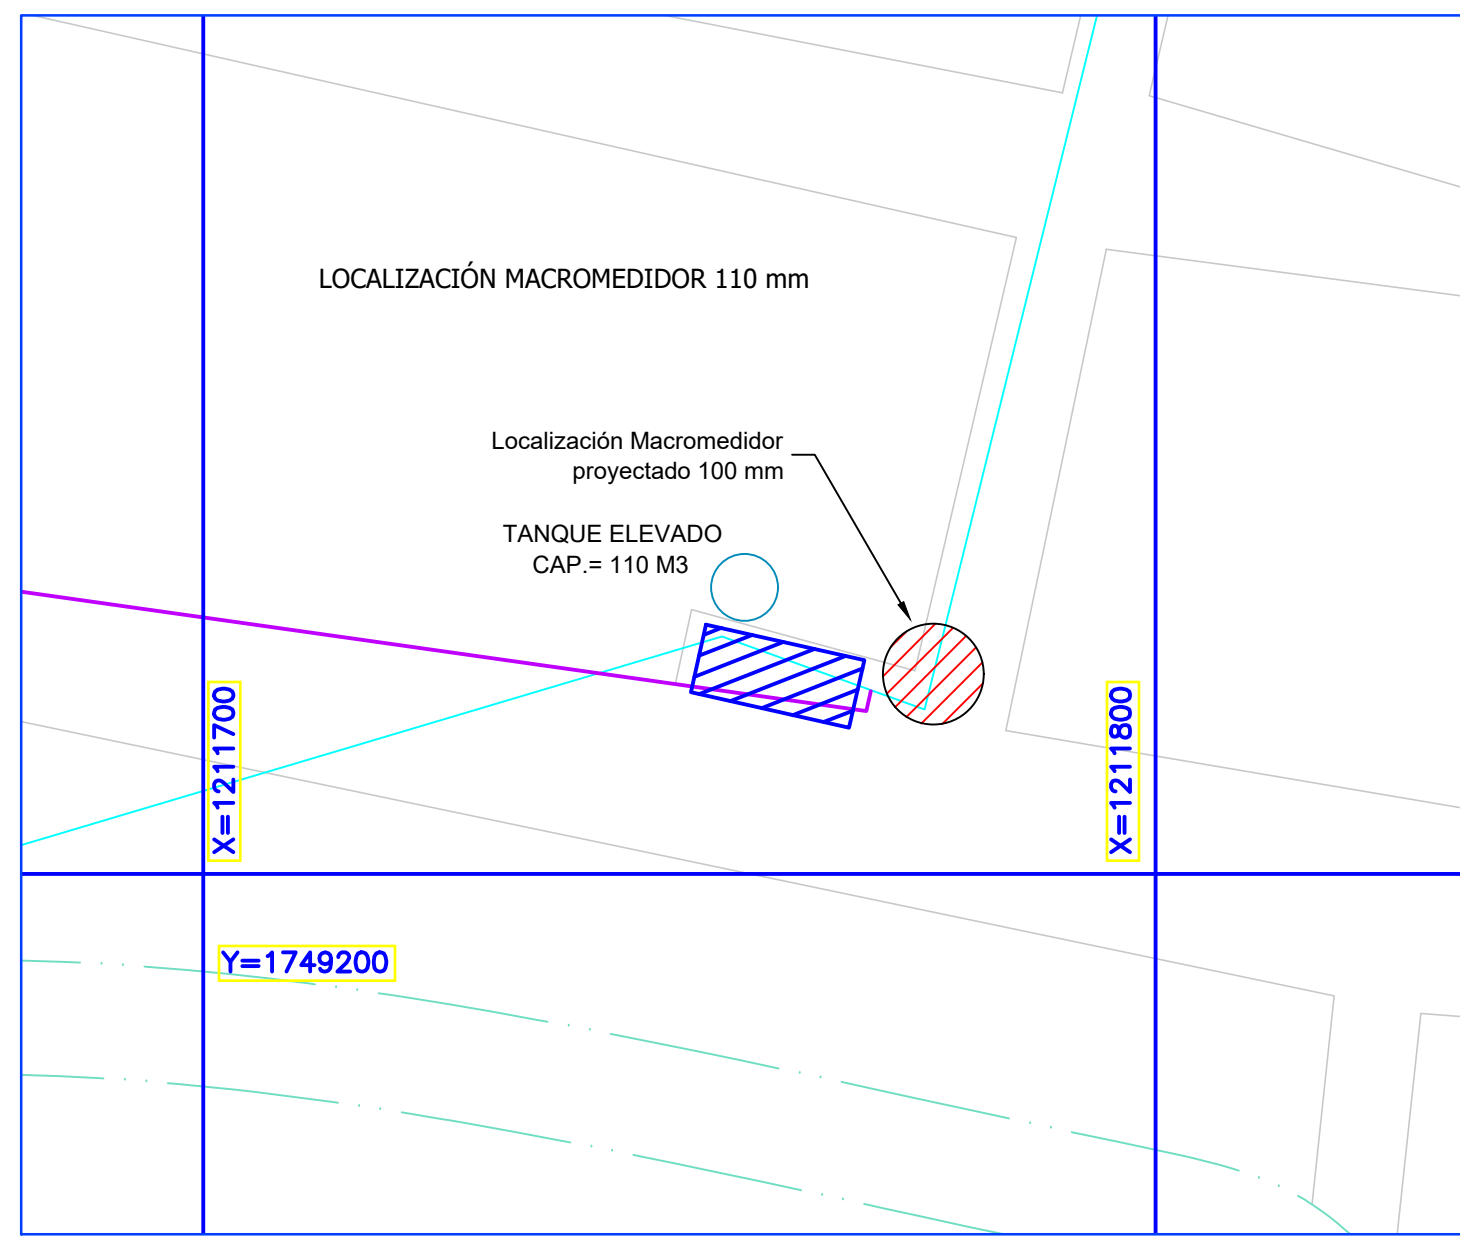 LOCALIZACIÓN MACROMEDIDOR 110 mm
Localización Macromedidor
proyectado 100 mm
TANQUE ELEVADO
CAP.= 110 M3
X=1211700
X=1211800
Y=1749200